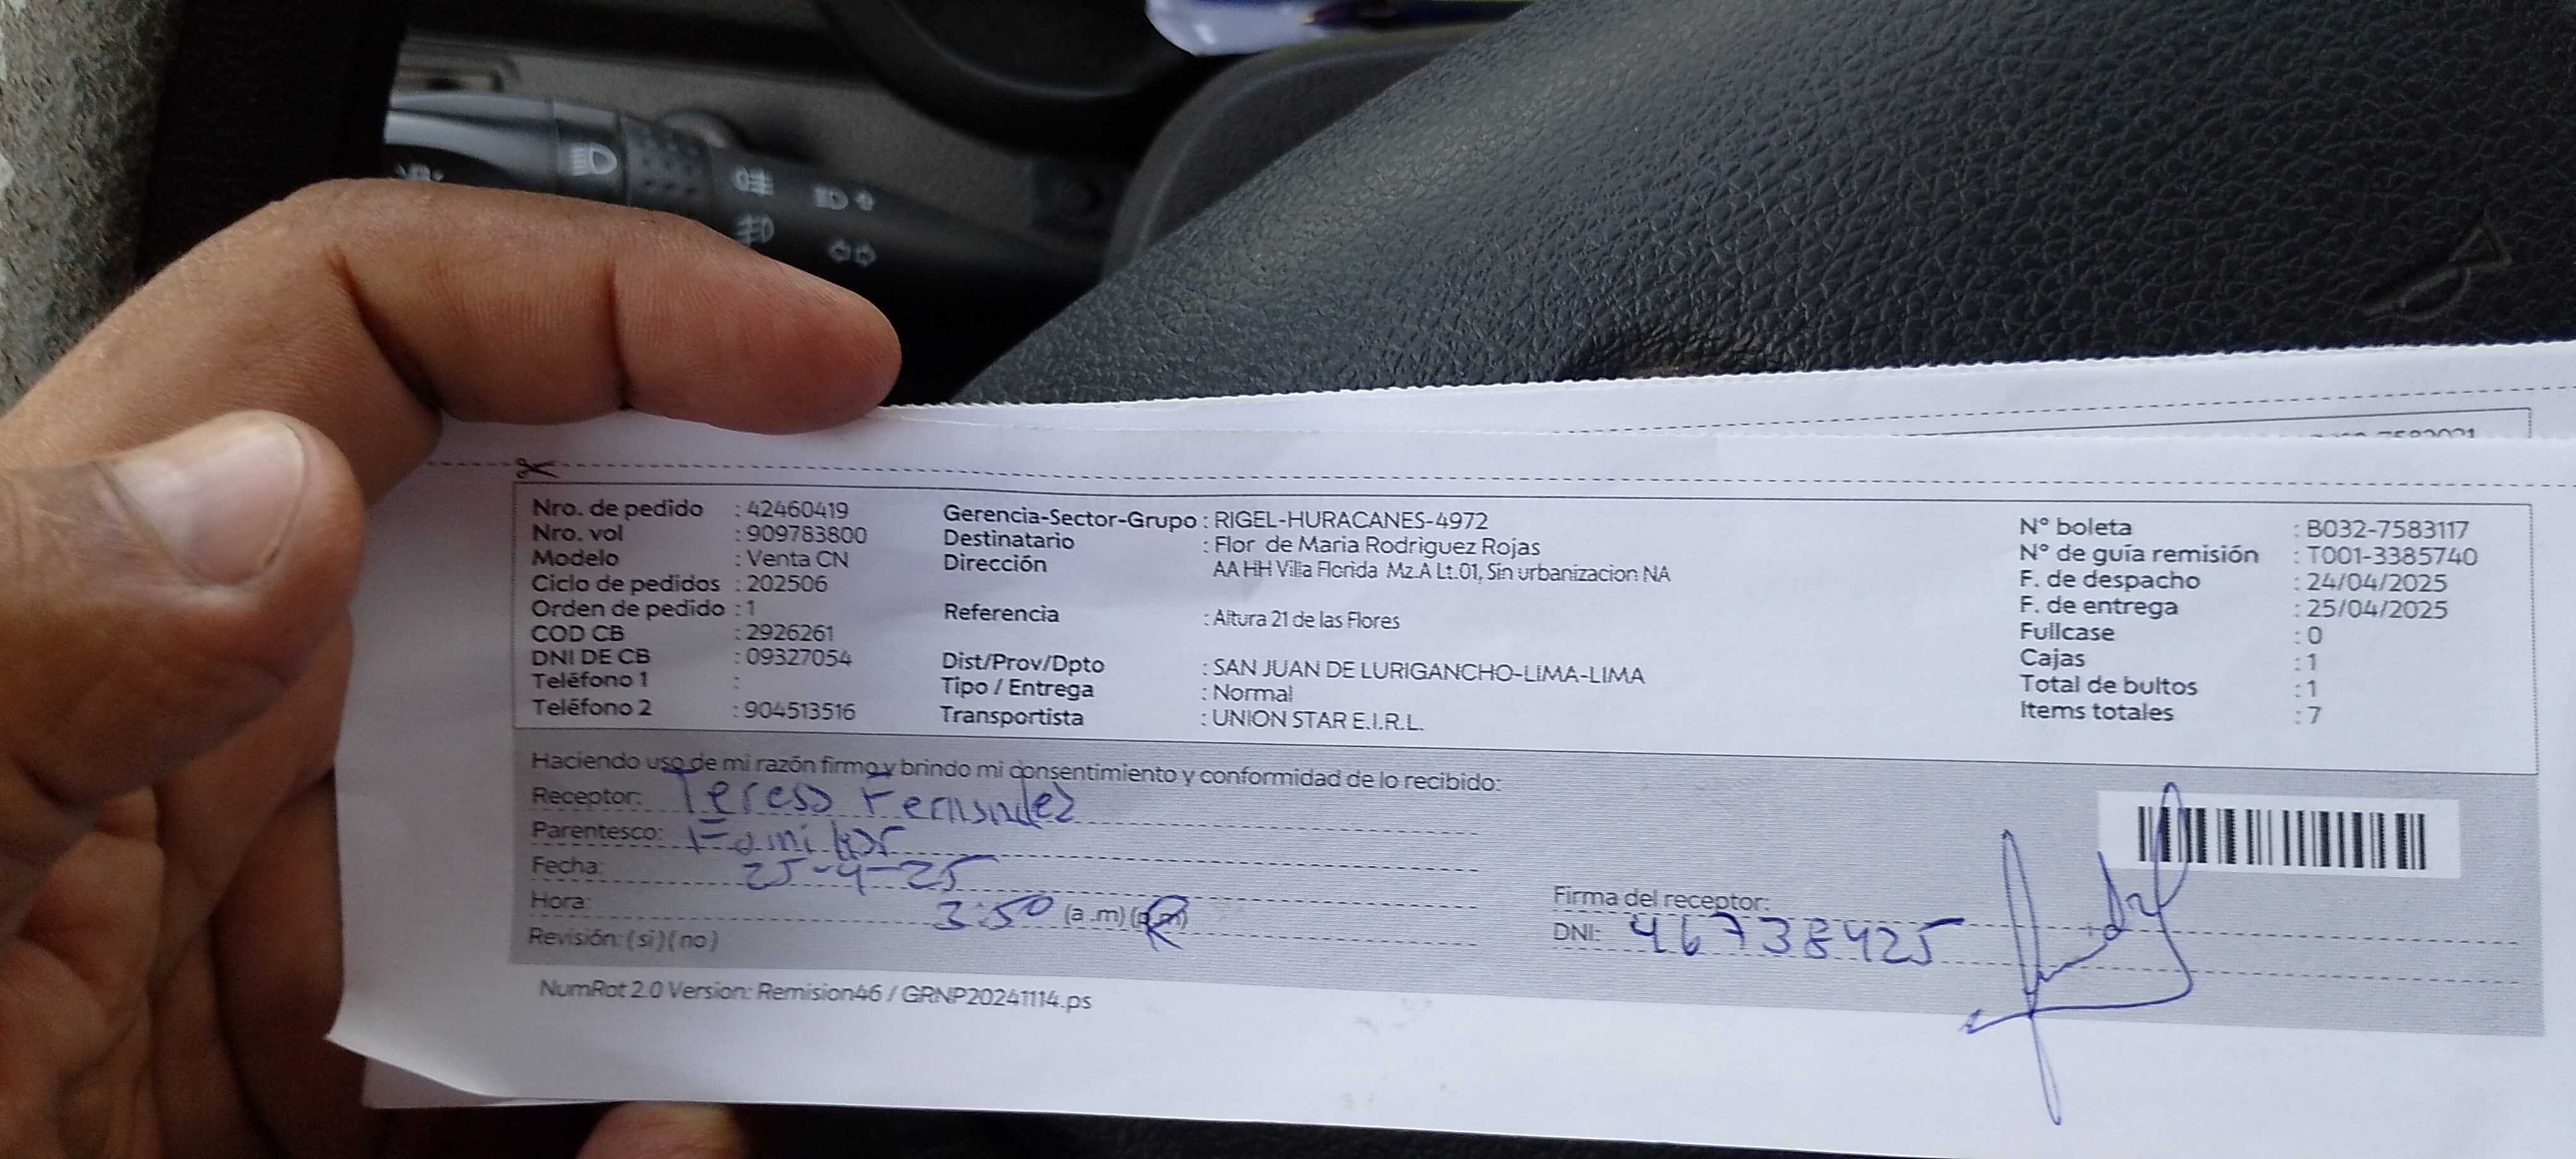 Nro. de pedido : 42460419
Nro. vol : 909783800
Modelo : Venta CN
Ciclo de pedidos : 202506
Orden de pedido : 1
COD CB : 2926261
DNI DE CB : 09327054
Teléfono 1 :
Teléfono 2 : 904513516
Gerencia-Sector-Grupo : RIGEL-HURACANES-4972
Destinatario : Flor de Maria Rodriguez Rojas
Dirección AA HH Villa Florida Mz.A Lt.01, Sin urbanizacion NA
Referencia : Altura 21 de las Flores
Dist/Prov/Dpto : SAN JUAN DE LURIGANCHO-LIMA-LIMA
Tipo / Entrega : Normal
Transportista : UNION STAR E.I.R.L.
N° boleta : B032-7583117
N° de guía remisión : T001-3385740
F. de despacho : 24/04/2025
F. de entrega : 25/04/2025
Fullcase : 0
Cajas : 1
Total de bultos : 1
Items totales : 7
Haciendo uso de mi razón firmo y brindo mi consentimiento y conformidad de lo recibido:
Receptor: Teresa Fernandez
Parentesco: Familiar
Fecha: 25-4-25
Hora: 3:50 (a.m) (p.m)
Revisión: (si) (no)
Firma del receptor:
DNI: 46738425
NumRot 2.0 Version: Remision46 / GRNP20241114.ps